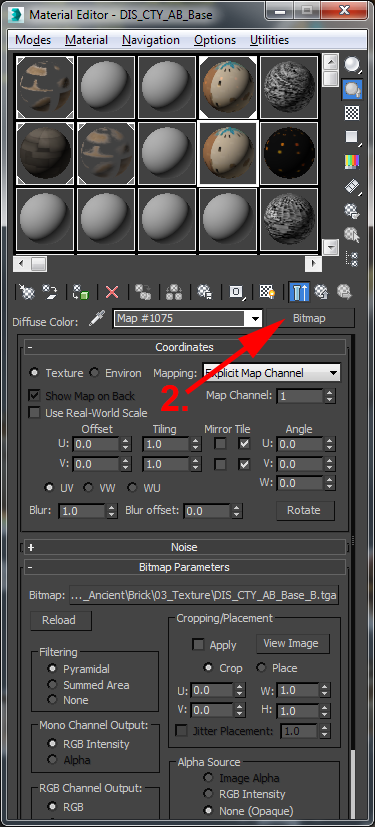 Material Editor - DIS_CTY_AB_Base
Modes Material Navigation Options Utilities
Diffuse Color: Map #1075 Bitmap
- Coordinates
Texture Environ Mapping: Explicit Map Channel
2.
Show Map on Back Map Channel: 1
Use Real-World Scale
Offset Tiling Mirror Tile Angle
U: 0.0 1.0 U: 0.0
V: 0.0 1.0 V: 0.0
W: 0.0
UV VW WU
Blur: 1.0 Blur offset: 0.0 Rotate
+ Noise
- Bitmap Parameters
Bitmap: ..._Ancient\Brick\03_Texture\DIS_CTY_AB_Base_B.tga
Reload
Cropping/Placement
Apply View Image
Crop Place
U: 0.0 W: 1.0
V: 0.0 H: 1.0
Jitter Placement: 1.0
Filtering
Pyramidal
Summed Area
None
Mono Channel Output:
RGB Intensity
Alpha
RGB Channel Output:
RGB
Alpha Source
Image Alpha
RGB Intensity
None (Opaque)